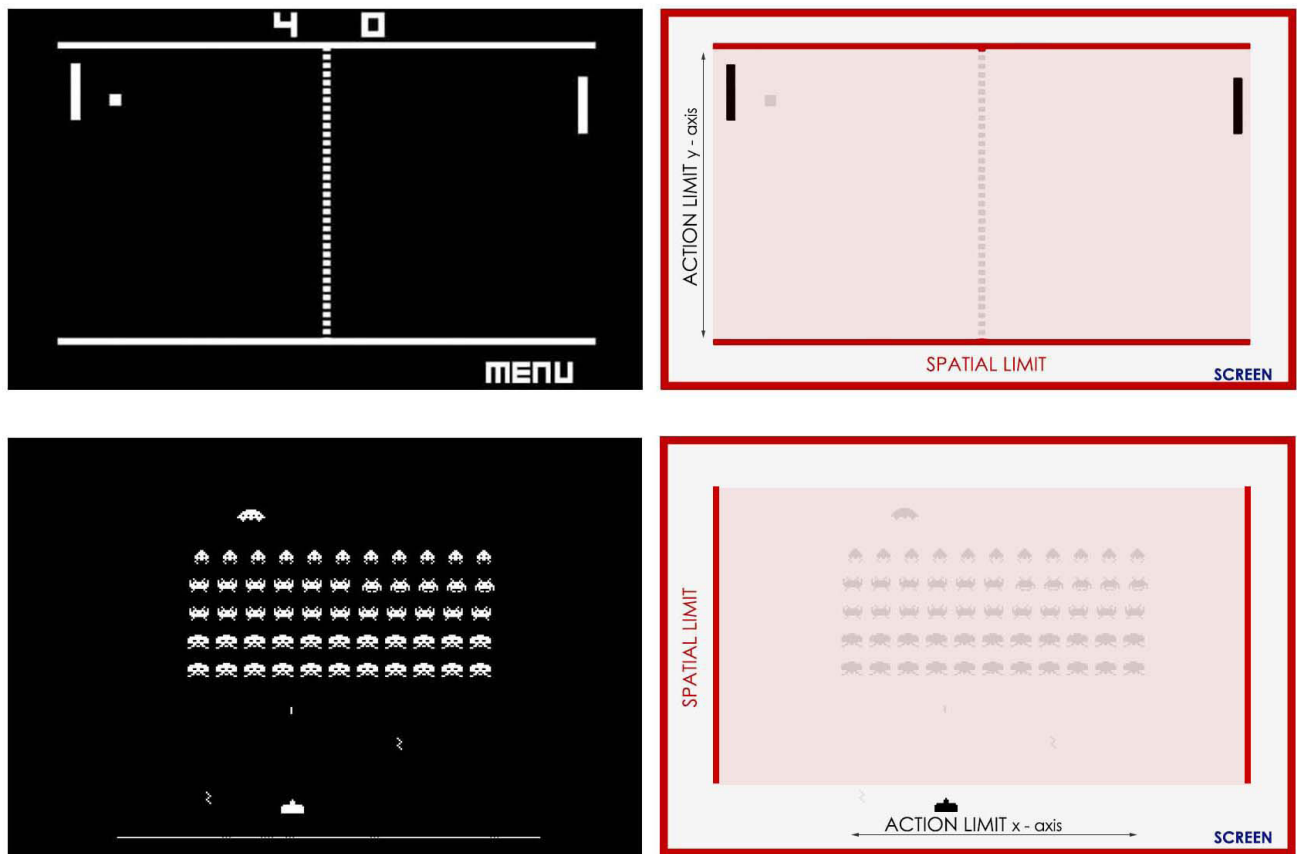 4 0
MENU
ACTION LIMIT y - axis
SPATIAL LIMIT
SCREEN
SPATIAL LIMIT
ACTION LIMIT x - axis
SCREEN